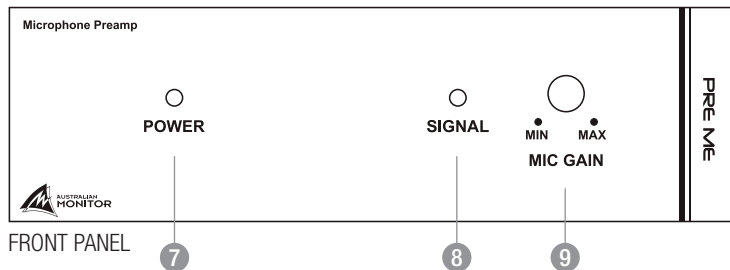 Microphone Preamp
POWER
SIGNAL
MIN MAX
MIC GAIN
PRE ME
AUSTRALIAN
MONITOR
FRONT PANEL
7 8 9